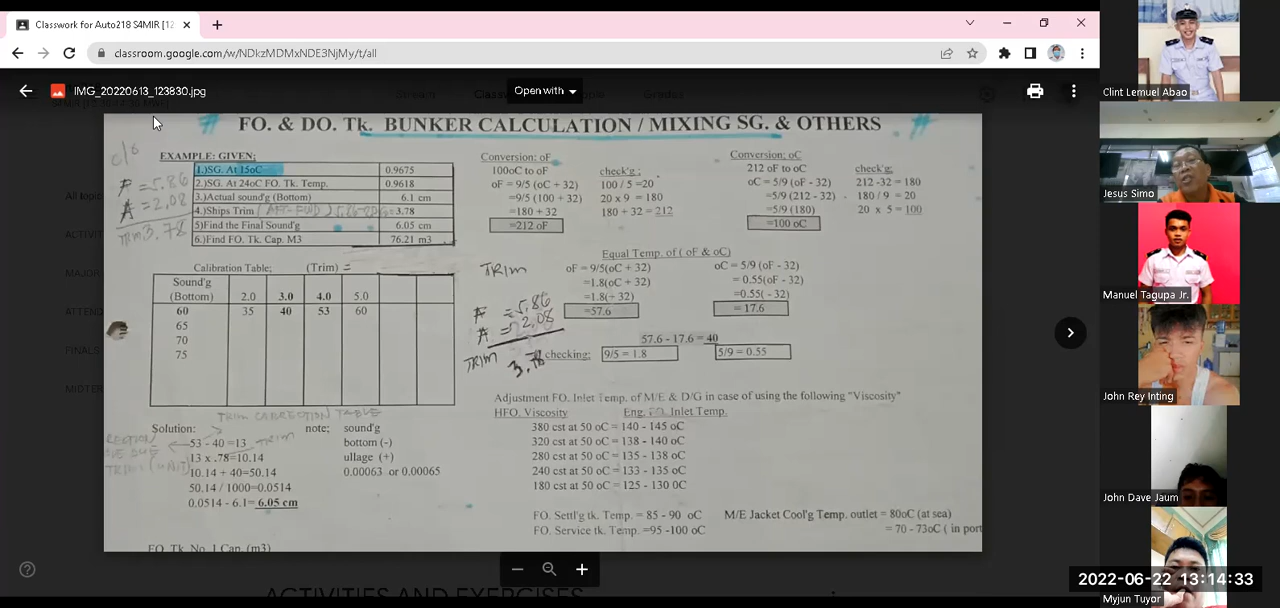 Classwork for Auto218 S4MIR [12
classroom.google.com/w/NDkzMDMxNDE3NjMy/t/all
IMG_20220613_123830.jpg
Open with
FO. & DO. Tk. BUNKER CALCULATION / MIXING SG. & OTHERS
EXAMPLE: GIVEN;
1.)SG. At 15oC 0.9675
2.)SG. At 24oC FO. Tk. Temp. 0.9618
3.)Actual sound'g (Bottom) 6.1 cm
4.)Ships Trim 3.78
5)Find the Final Sound'g 6.05 cm
6.)Find FO. Tk. Cap. M3 76.21 m3
F = 5.86
A = 2.08
TRIM 3.78
Calibration Table; (Trim) =
Sound'g
(Bottom) 2.0 3.0 4.0 5.0
60 35 40 53 60
65
70
75
TRIM CORRECTION TABLE
Solution: note; sound'g
53 - 40 =13 TRIM bottom (-)
13 x .78=10.14 ullage (+)
10.14 + 40=50.14 0.00063 or 0.00065
50.14 / 1000=0.0514
0.0514 - 6.1= 6.05 cm
FO. Tk No. 1 Cap. (m3)
Conversion: oF
100oC to oF check'g ;
oF = 9/5 (oC + 32) 100 / 5 =20
=9/5 (100 + 32) 20 x 9 = 180
=180 + 32 180 + 32 = 212
=212 oF
Conversion; oC
212 oF to oC check'g:
oC = 5/9 (oF - 32) 212 -32 = 180
=5/9 (212 - 32) 180 / 9 = 20
=5/9 (180) 20 x 5 = 100
=100 oC
Equal Temp. of ( oF & oC)
oF = 9/5(oC + 32) oC = 5/9 (oF - 32)
=1.8(oC + 32) = 0.55(oF - 32)
=1.8(+ 32) =0.55( - 32)
=57.6 = 17.6
TRIM
F = 5.86
A = 2.08
TRIM 3.78
57.6 - 17.6 = 40
checking: 9/5 = 1.8 5/9 = 0.55
Adjustment FO. Inlet Temp. of M/E & D/G in case of using the following "Viscosity"
HFO. Viscosity Eng. FO. Inlet Temp.
380 cst at 50 oC = 140 - 145 oC
320 cst at 50 oC = 138 - 140 oC
280 cst at 50 oC = 135 - 138 oC
240 cst at 50 oC = 133 - 135 oC
180 cst at 50 oC = 125 - 130 0C
FO. Settl'g tk. Temp. = 85 - 90 oC M/E Jacket Cool'g Temp. outlet = 80oC (at sea)
FO. Service tk. Temp. =95 -100 oC = 70 - 73oC ( in port
ACTIVITIES AND EXERCISES
Clint Lemuel Abao
Jesus Simo
Manuel Tagupa Jr.
John Rey Inting
John Dave Jaum
2022-06-22 13:14:33
Myjun Tuyor